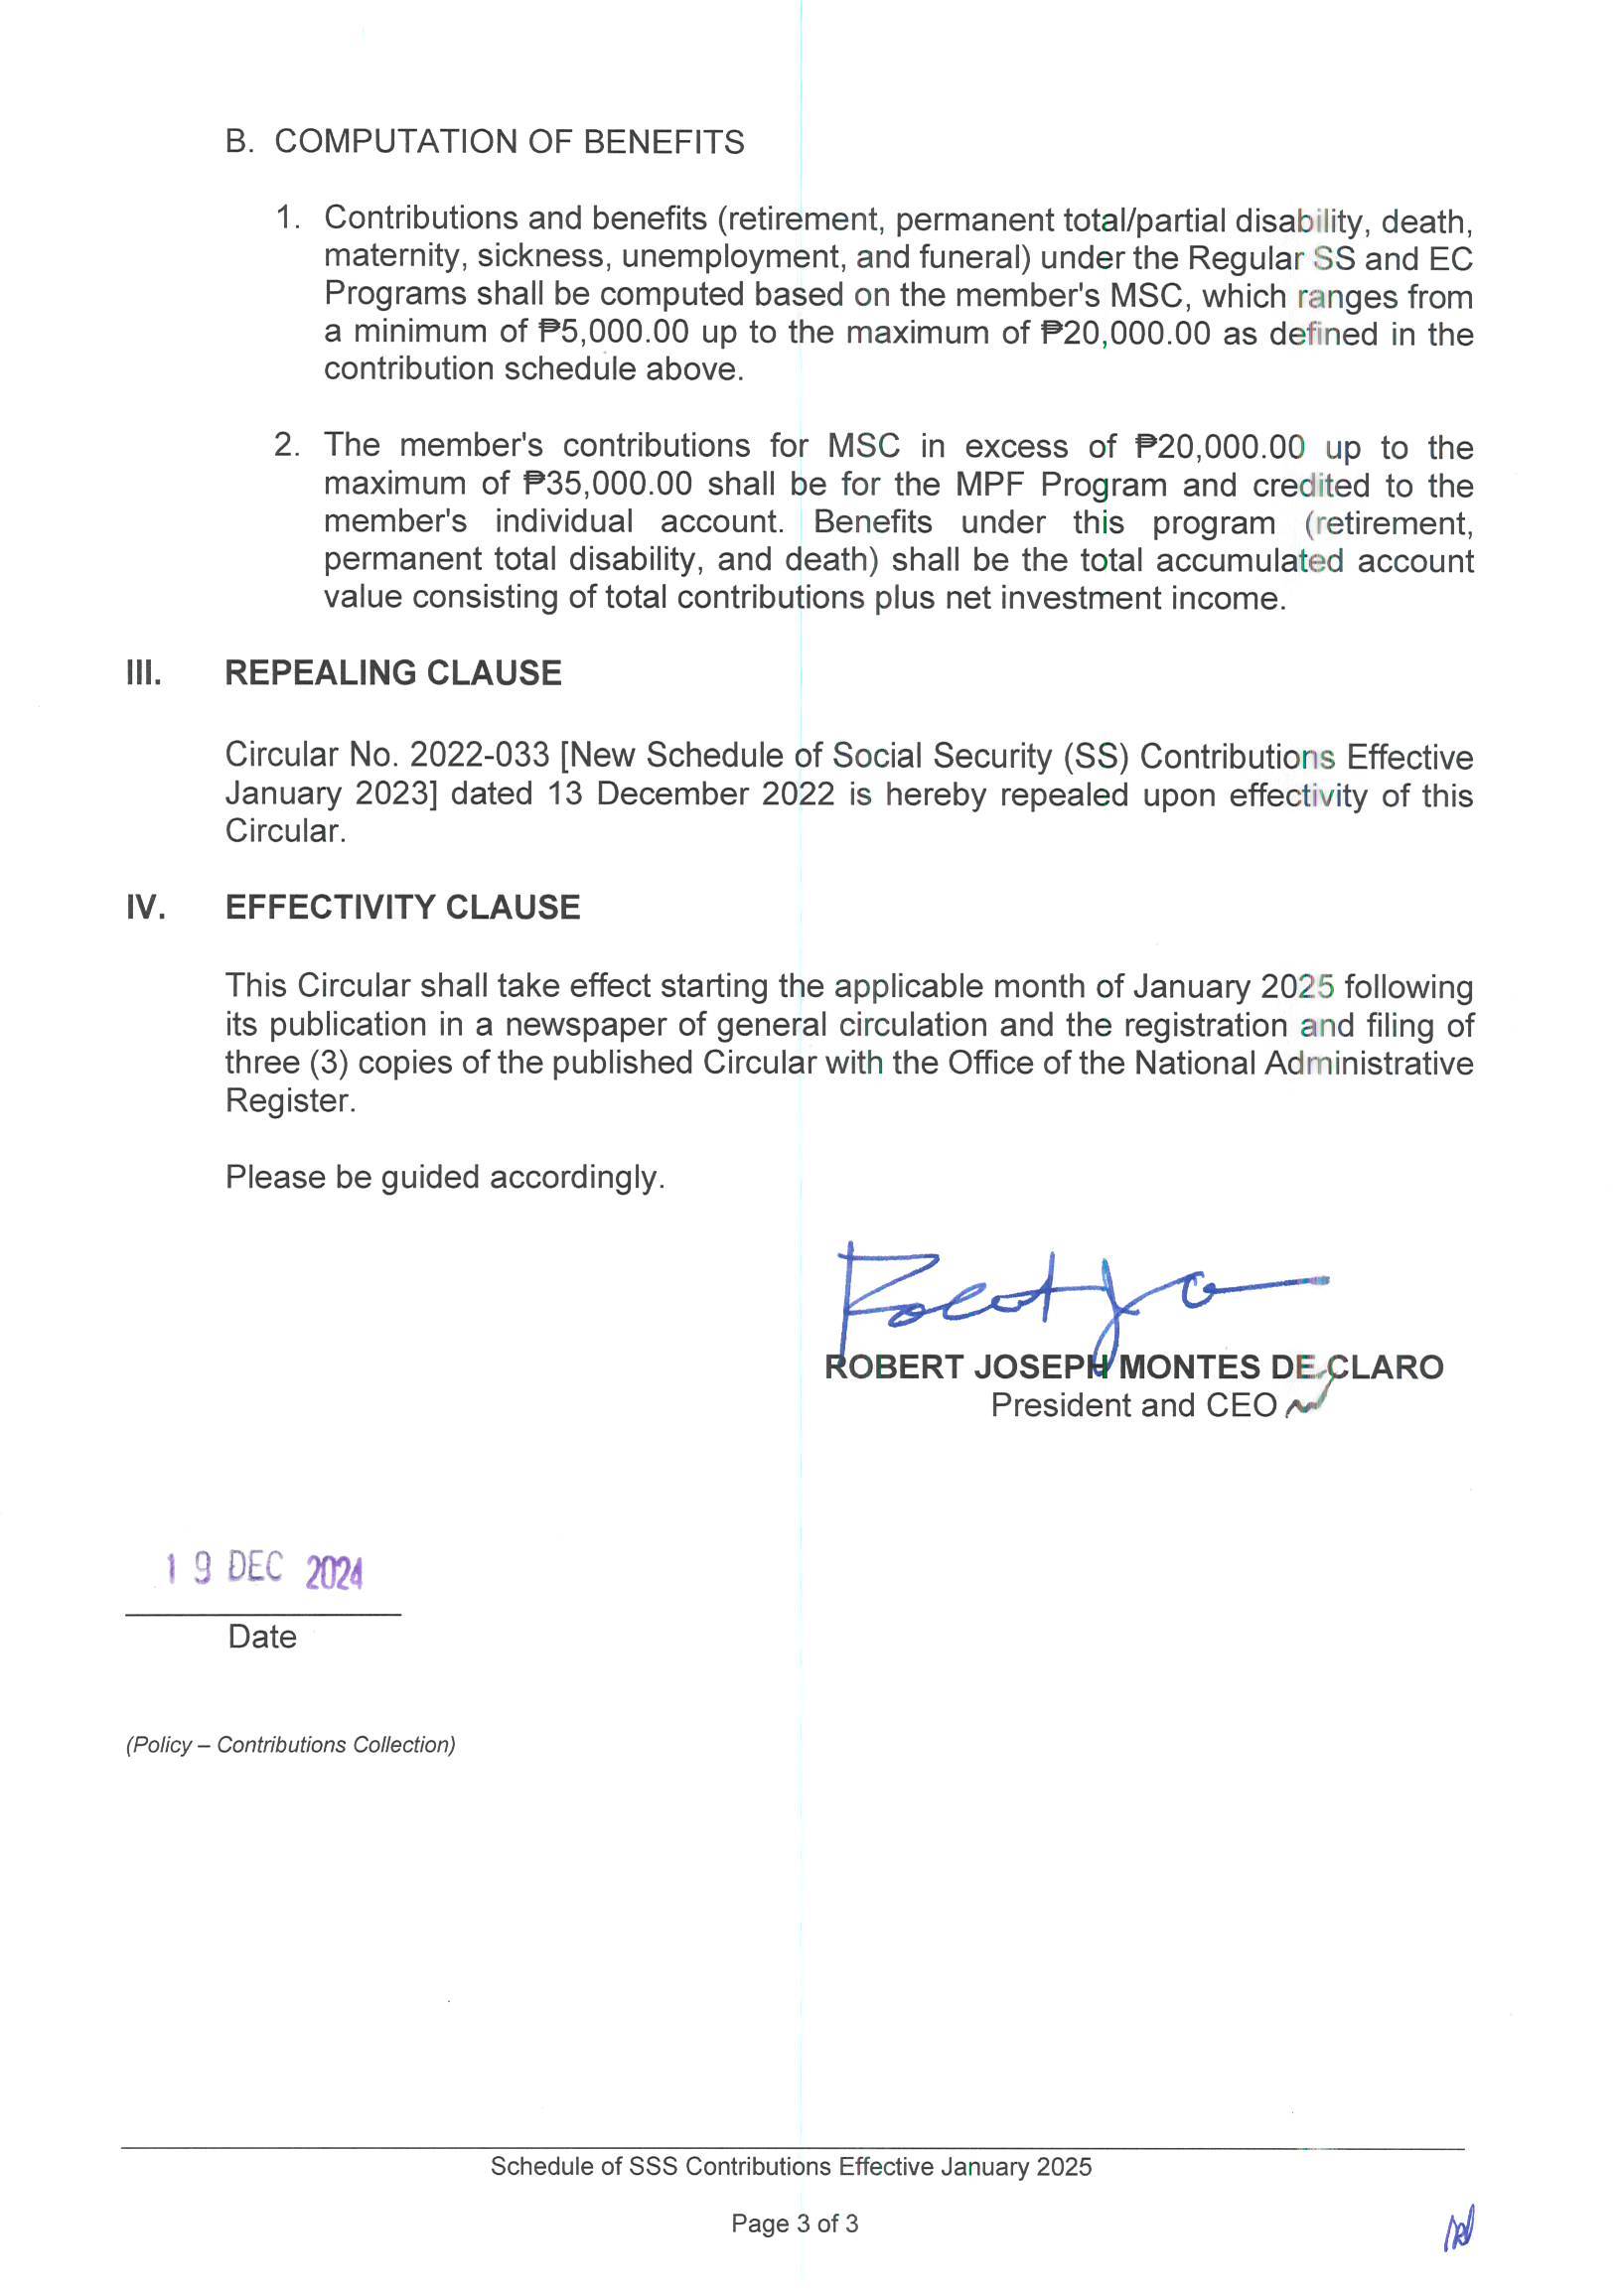 B. COMPUTATION OF BENEFITS
1. Contributions and benefits (retirement, permanent total/partial disability, death,
maternity, sickness, unemployment, and funeral) under the Regular SS and EC
Programs shall be computed based on the member's MSC, which ranges from
a minimum of ₱5,000.00 up to the maximum of ₱20,000.00 as defined in the
contribution schedule above.
2. The member's contributions for MSC in excess of ₱20,000.00 up to the
maximum of ₱35,000.00 shall be for the MPF Program and credited to the
member's individual account. Benefits under this program (retirement,
permanent total disability, and death) shall be the total accumulated account
value consisting of total contributions plus net investment income.
III. REPEALING CLAUSE
Circular No. 2022-033 [New Schedule of Social Security (SS) Contributions Effective
January 2023] dated 13 December 2022 is hereby repealed upon effectivity of this
Circular.
IV. EFFECTIVITY CLAUSE
This Circular shall take effect starting the applicable month of January 2025 following
its publication in a newspaper of general circulation and the registration and filing of
three (3) copies of the published Circular with the Office of the National Administrative
Register.
Please be guided accordingly.
ROBERT JOSEPH MONTES DE CLARO
President and CEO
19 DEC 2024
Date
(Policy – Contributions Collection)
Schedule of SSS Contributions Effective January 2025
Page 3 of 3